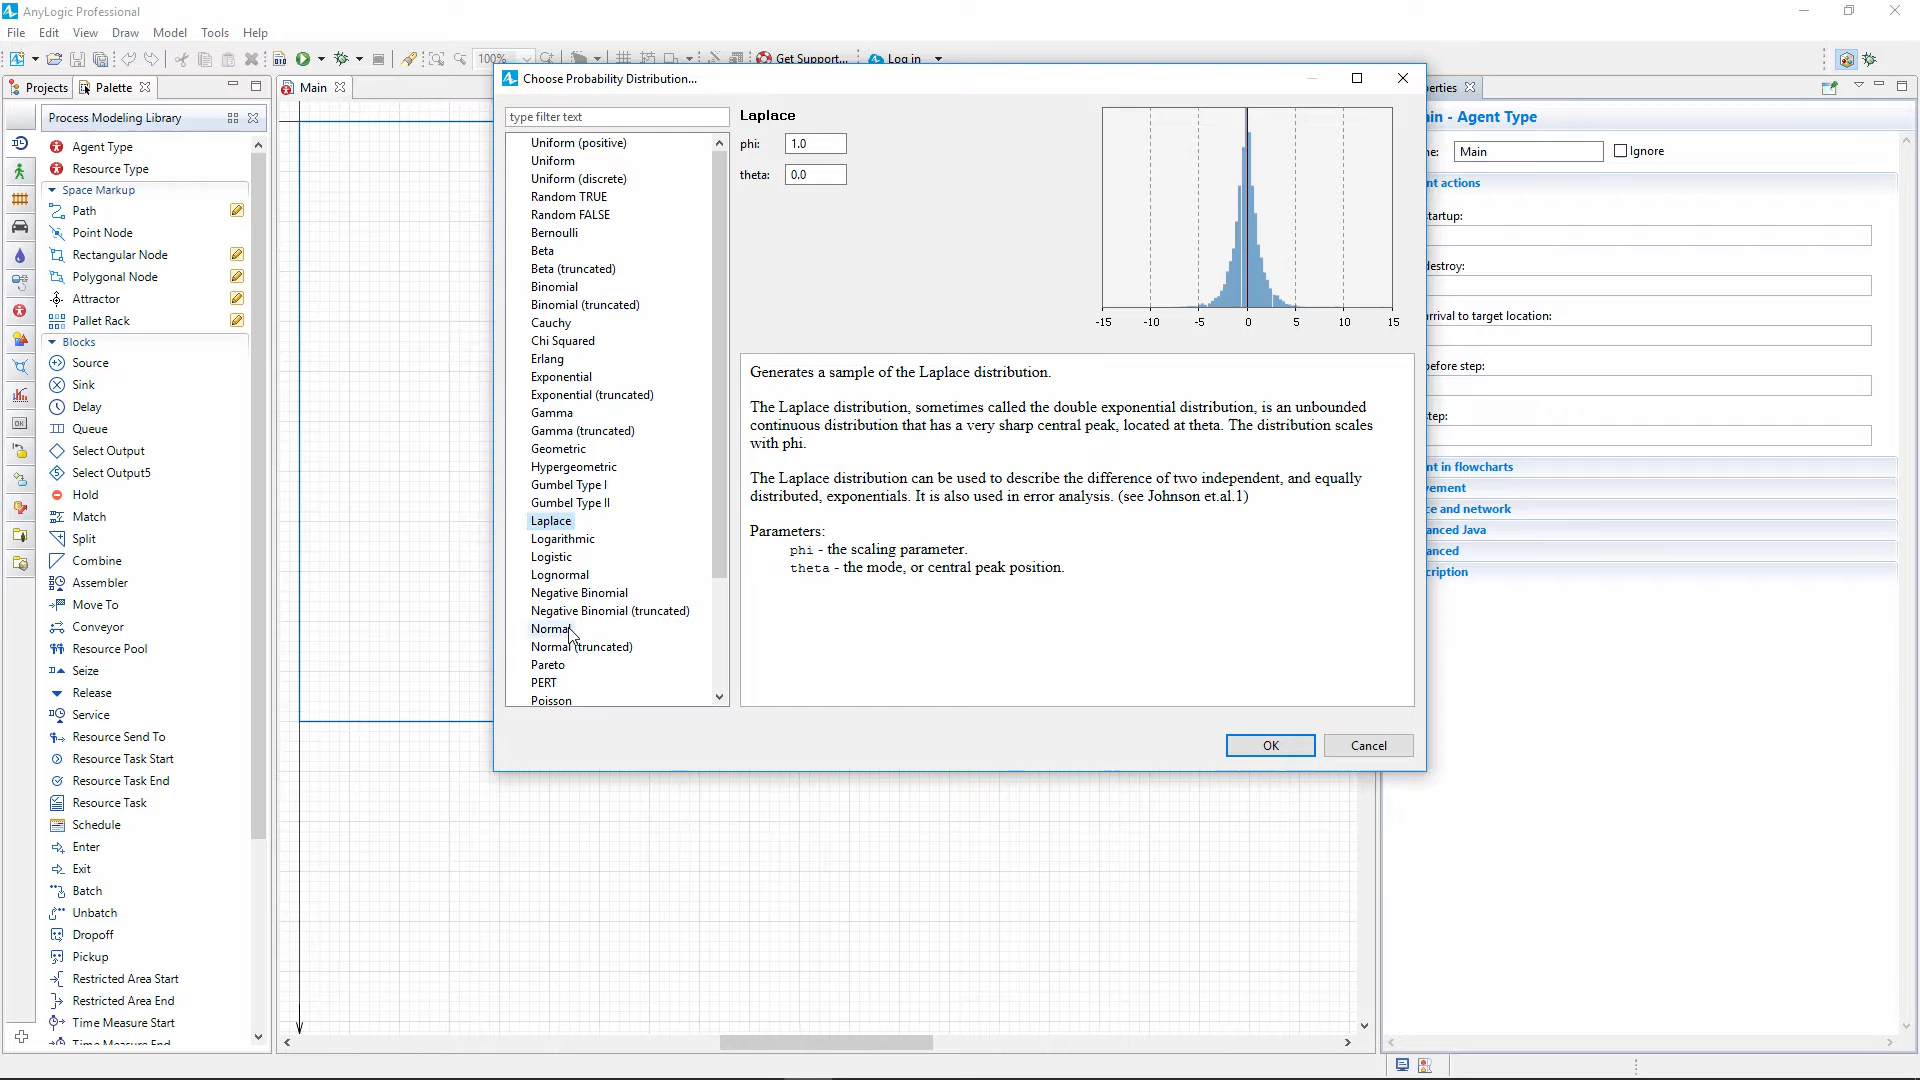 AnyLogic Professional
File Edit View Draw Model Tools Help
100%
Get Support...
Log in
Projects
Palette
Process Modeling Library
Agent Type
Resource Type
Space Markup
Path
Point Node
Rectangular Node
Polygonal Node
Attractor
Pallet Rack
Blocks
Source
Sink
Delay
Queue
Select Output
Select Output5
Hold
Match
Split
Combine
Assembler
Move To
Conveyor
Resource Pool
Seize
Release
Service
Resource Send To
Resource Task Start
Resource Task End
Resource Task
Schedule
Enter
Exit
Batch
Unbatch
Dropoff
Pickup
Restricted Area Start
Restricted Area End
Time Measure Start
Time Measure End
Main
Choose Probability Distribution...
type filter text
Uniform (positive)
Uniform
Uniform (discrete)
Random TRUE
Random FALSE
Bernoulli
Beta
Beta (truncated)
Binomial
Binomial (truncated)
Cauchy
Chi Squared
Erlang
Exponential
Exponential (truncated)
Gamma
Gamma (truncated)
Geometric
Hypergeometric
Gumbel Type I
Gumbel Type II
Laplace
Logarithmic
Logistic
Lognormal
Negative Binomial
Negative Binomial (truncated)
Normal
Normal (truncated)
Pareto
PERT
Poisson
Laplace
phi: 1.0
theta: 0.0
-15 -10 -5 0 5 10 15
Generates a sample of the Laplace distribution.
The Laplace distribution, sometimes called the double exponential distribution, is an unbounded
continuous distribution that has a very sharp central peak, located at theta. The distribution scales
with phi.
The Laplace distribution can be used to describe the difference of two independent, and equally
distributed, exponentials. It is also used in error analysis. (see Johnson et.al.1)
Parameters:
phi - the scaling parameter.
theta - the mode, or central peak position.
OK
Cancel
erties
in - Agent Type
e: Main
Ignore
nt actions
tartup:
estroy:
rrival to target location:
efore step:
tep:
nt in flowcharts
vement
ce and network
anced Java
anced
cription